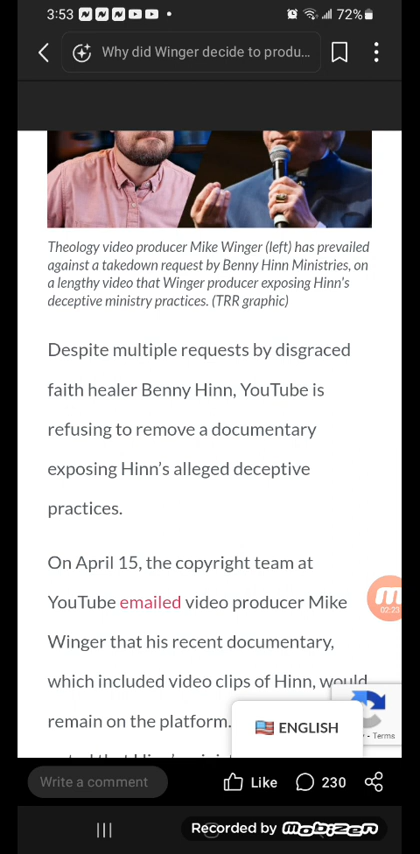 3:53
72%
Why did Winger decide to produ...
Theology video producer Mike Winger (left) has prevailed
against a takedown request by Benny Hinn Ministries, on
a lengthy video that Winger producer exposing Hinn's
deceptive ministry practices. (TRR graphic)
Despite multiple requests by disgraced
faith healer Benny Hinn, YouTube is
refusing to remove a documentary
exposing Hinn's alleged deceptive
practices.
On April 15, the copyright team at
YouTube emailed video producer Mike
02:23
Winger that his recent documentary,
which included video clips of Hinn, would
remain on the platform.
ENGLISH
- Terms
Write a comment
Like
230
Recorded by mobizen